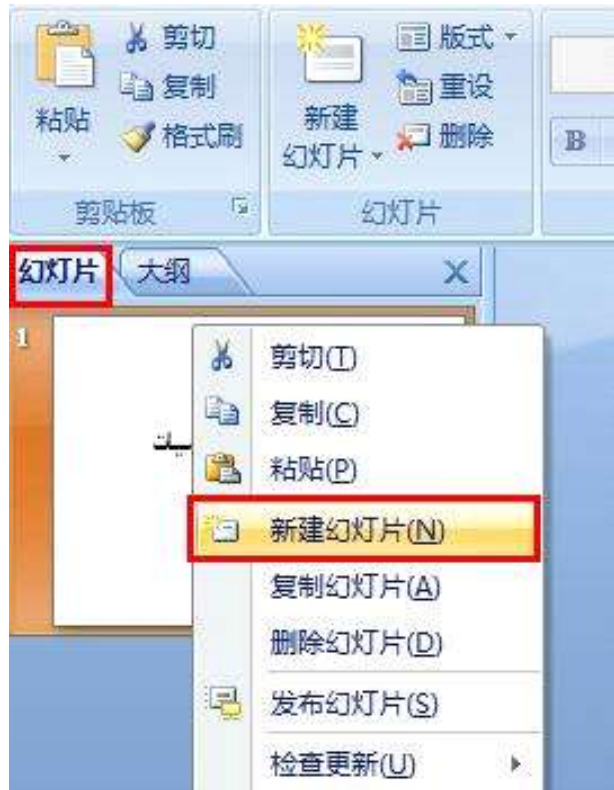 剪切
粘贴
复制
格式刷
剪贴板
新建
幻灯片
版式
重设
删除
幻灯片
B
幻灯片
大纲
1
剪切(T)
复制(C)
粘贴(P)
新建幻灯片(N)
复制幻灯片(A)
删除幻灯片(D)
发布幻灯片(S)
检查更新(U)